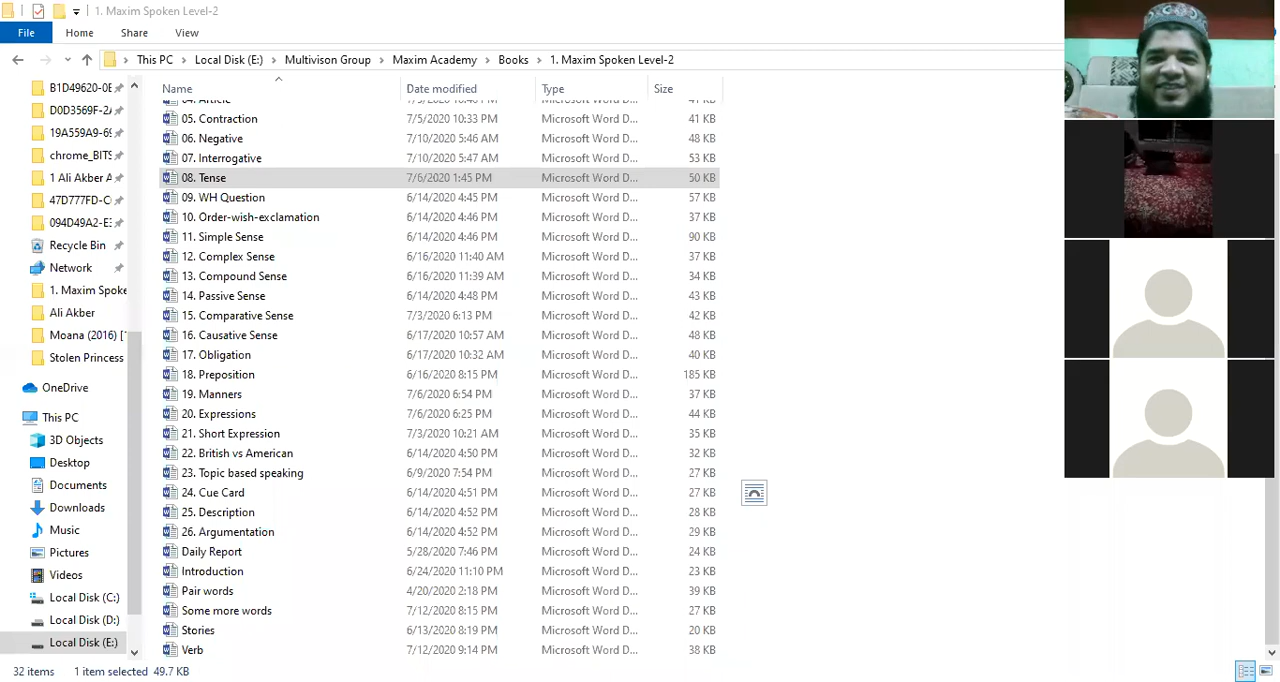 1. Maxim Spoken Level-2
File Home Share View
This PC > Local Disk (E:) > Multivison Group > Maxim Academy > Books > 1. Maxim Spoken Level-2
Name Date modified Type Size
05. Contraction 7/5/2020 10:33 PM Microsoft Word D... 41 KB
06. Negative 7/10/2020 5:46 AM Microsoft Word D... 48 KB
07. Interrogative 7/10/2020 5:47 AM Microsoft Word D... 53 KB
08. Tense 7/6/2020 1:45 PM Microsoft Word D... 50 KB
09. WH Question 6/14/2020 4:45 PM Microsoft Word D... 57 KB
10. Order-wish-exclamation 6/14/2020 4:46 PM Microsoft Word D... 37 KB
11. Simple Sense 6/14/2020 4:46 PM Microsoft Word D... 90 KB
12. Complex Sense 6/16/2020 11:40 AM Microsoft Word D... 37 KB
13. Compound Sense 6/16/2020 11:39 AM Microsoft Word D... 34 KB
14. Passive Sense 6/14/2020 4:48 PM Microsoft Word D... 43 KB
15. Comparative Sense 7/3/2020 6:13 PM Microsoft Word D... 42 KB
16. Causative Sense 6/17/2020 10:57 AM Microsoft Word D... 48 KB
17. Obligation 6/17/2020 10:32 AM Microsoft Word D... 40 KB
18. Preposition 6/16/2020 8:15 PM Microsoft Word D... 185 KB
19. Manners 7/6/2020 6:54 PM Microsoft Word D... 37 KB
20. Expressions 7/6/2020 6:25 PM Microsoft Word D... 44 KB
21. Short Expression 7/3/2020 10:21 AM Microsoft Word D... 35 KB
22. British vs American 6/14/2020 4:50 PM Microsoft Word D... 32 KB
23. Topic based speaking 6/9/2020 7:54 PM Microsoft Word D... 27 KB
24. Cue Card 6/14/2020 4:51 PM Microsoft Word D... 27 KB
25. Description 6/14/2020 4:52 PM Microsoft Word D... 28 KB
26. Argumentation 6/14/2020 4:52 PM Microsoft Word D... 29 KB
Daily Report 5/28/2020 7:46 PM Microsoft Word D... 24 KB
Introduction 6/24/2020 11:10 PM Microsoft Word D... 23 KB
Pair words 4/20/2020 2:18 PM Microsoft Word D... 39 KB
Some more words 7/12/2020 8:15 PM Microsoft Word D... 27 KB
Stories 6/13/2020 8:19 PM Microsoft Word D... 20 KB
Verb 7/12/2020 9:14 PM Microsoft Word D... 38 KB
B1D49620-0E
D0D3569F-2A
19A559A9-69
chrome_BITS
1 Ali Akber A
47D777FD-C
094D49A2-E3
Recycle Bin
Network
1. Maxim Spoke
Ali Akber
Moana (2016) [
Stolen Princess
OneDrive
This PC
3D Objects
Desktop
Documents
Downloads
Music
Pictures
Videos
Local Disk (C:)
Local Disk (D:)
Local Disk (E:)
32 items 1 item selected 49.7 KB